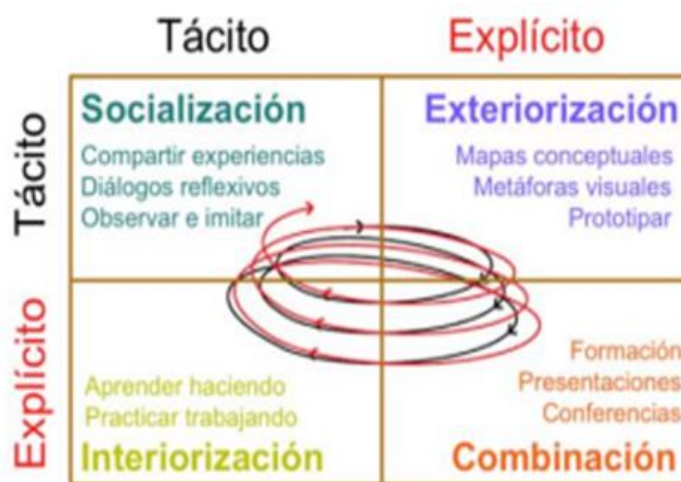 Tácito
Explícito
Tácito
Socialización
Compartir experiencias
Diálogos reflexivos
Observar e imitar
Exteriorización
Mapas conceptuales
Metáforas visuales
Prototipar
Explícito
Aprender haciendo
Practicar trabajando
Interiorización
Formación
Presentaciones
Conferencias
Combinación